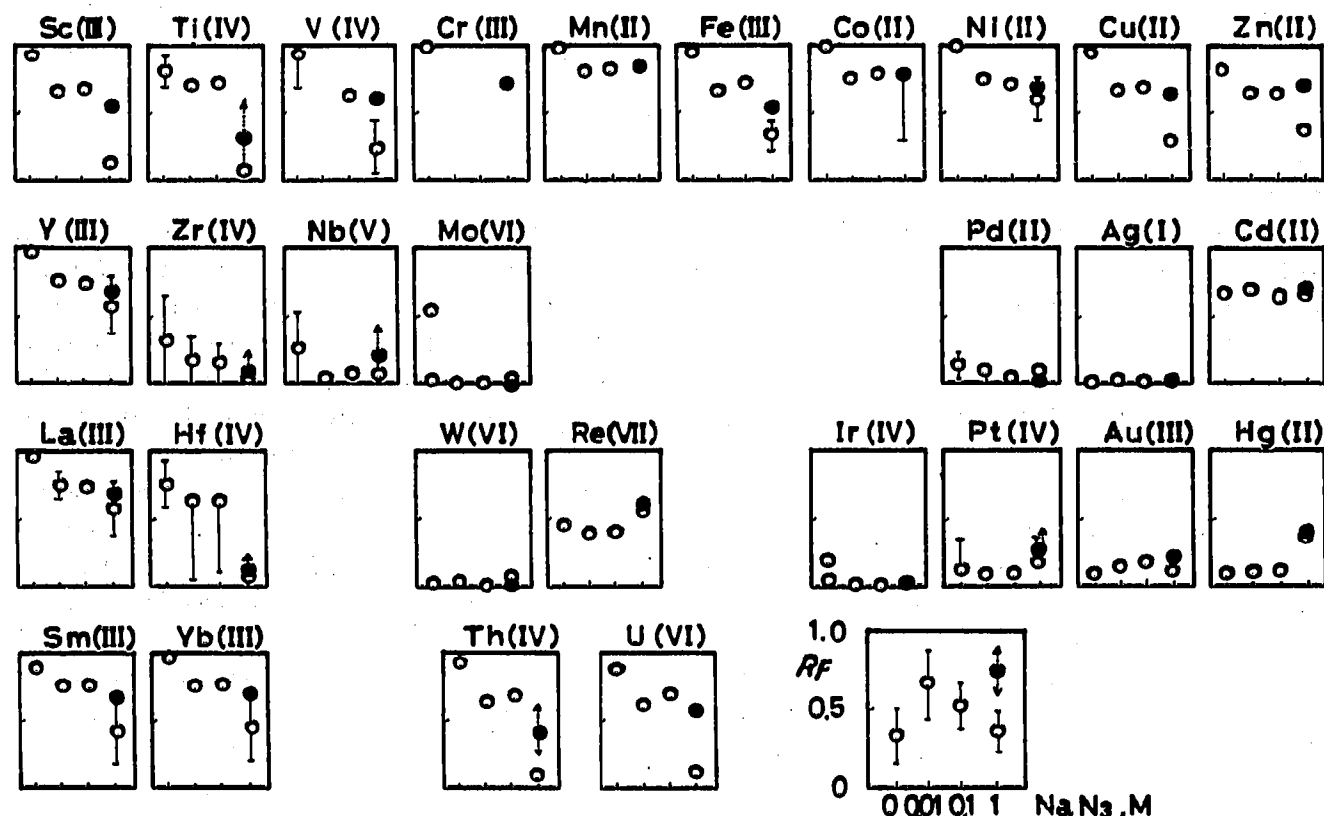 Sc(III) Ti(IV) V (IV) Cr(III) Mn(II) Fe(III) Co(II) Ni(II) Cu(II) Zn(II)
Y (III) Zr(IV) Nb(V) Mo(VI) Pd(II) Ag(I) Cd(II)
La(III) Hf(IV) W(VI) Re(VII) Ir(IV) Pt(IV) Au(III) Hg(II)
Sm(III) Yb(III) Th(IV) U (VI)
1.0
RF
0.5
0
0 0.01 0.1 1 NaN3,M